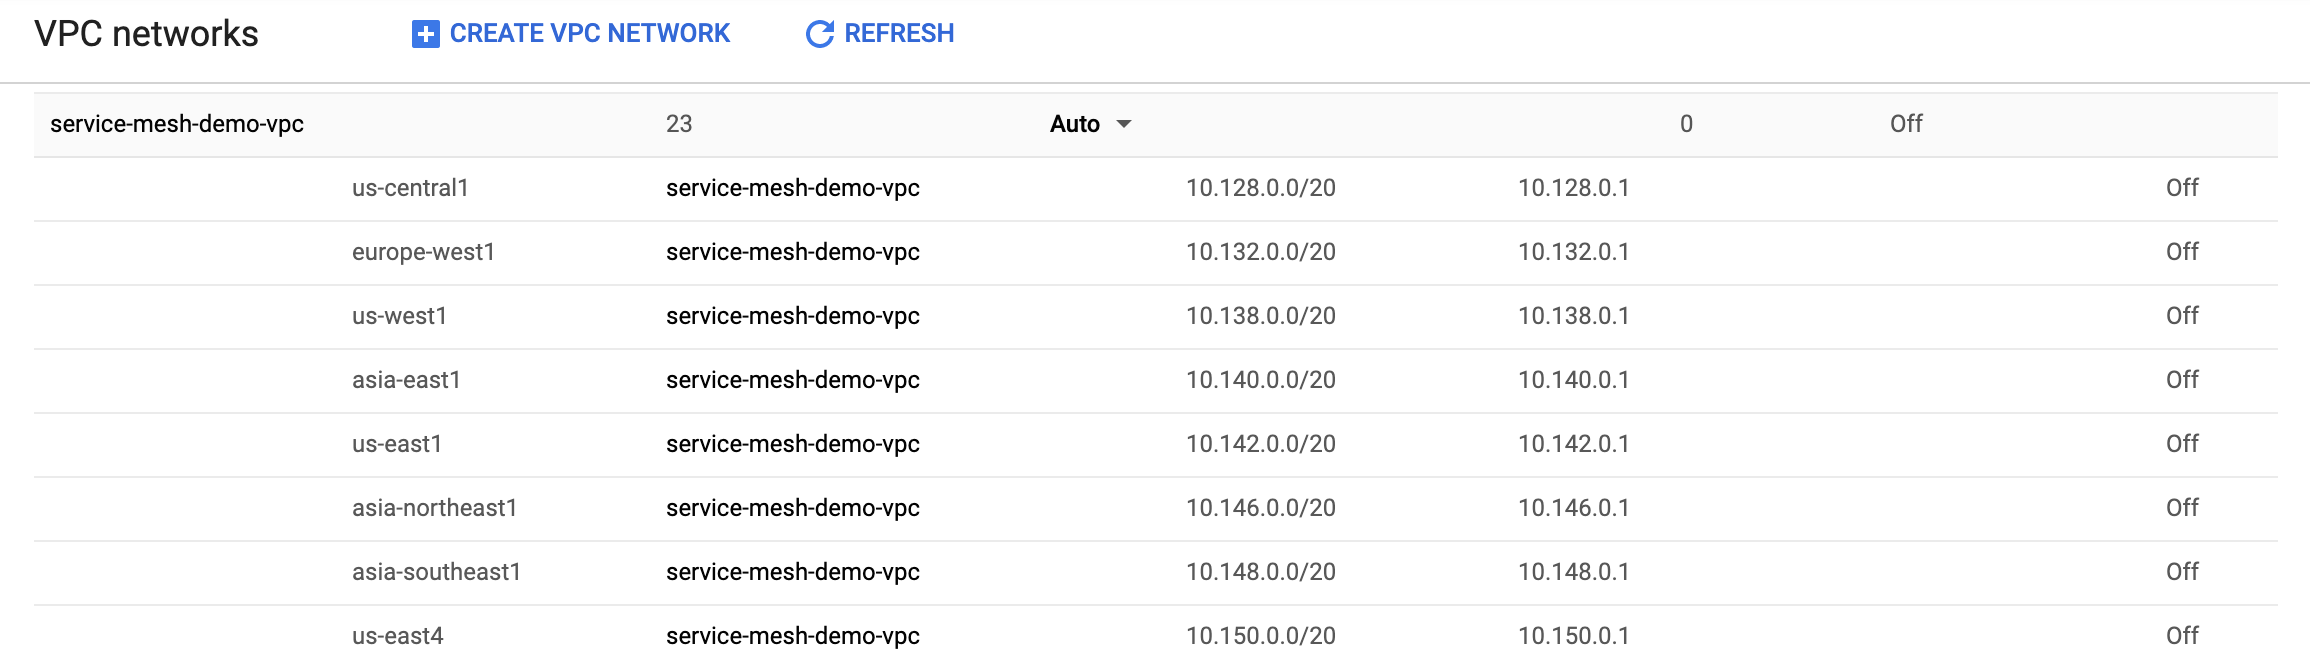 VPC networks CREATE VPC NETWORK REFRESH
service-mesh-demo-vpc 23 Auto 0 Off
us-central1 service-mesh-demo-vpc 10.128.0.0/20 10.128.0.1 Off
europe-west1 service-mesh-demo-vpc 10.132.0.0/20 10.132.0.1 Off
us-west1 service-mesh-demo-vpc 10.138.0.0/20 10.138.0.1 Off
asia-east1 service-mesh-demo-vpc 10.140.0.0/20 10.140.0.1 Off
us-east1 service-mesh-demo-vpc 10.142.0.0/20 10.142.0.1 Off
asia-northeast1 service-mesh-demo-vpc 10.146.0.0/20 10.146.0.1 Off
asia-southeast1 service-mesh-demo-vpc 10.148.0.0/20 10.148.0.1 Off
us-east4 service-mesh-demo-vpc 10.150.0.0/20 10.150.0.1 Off